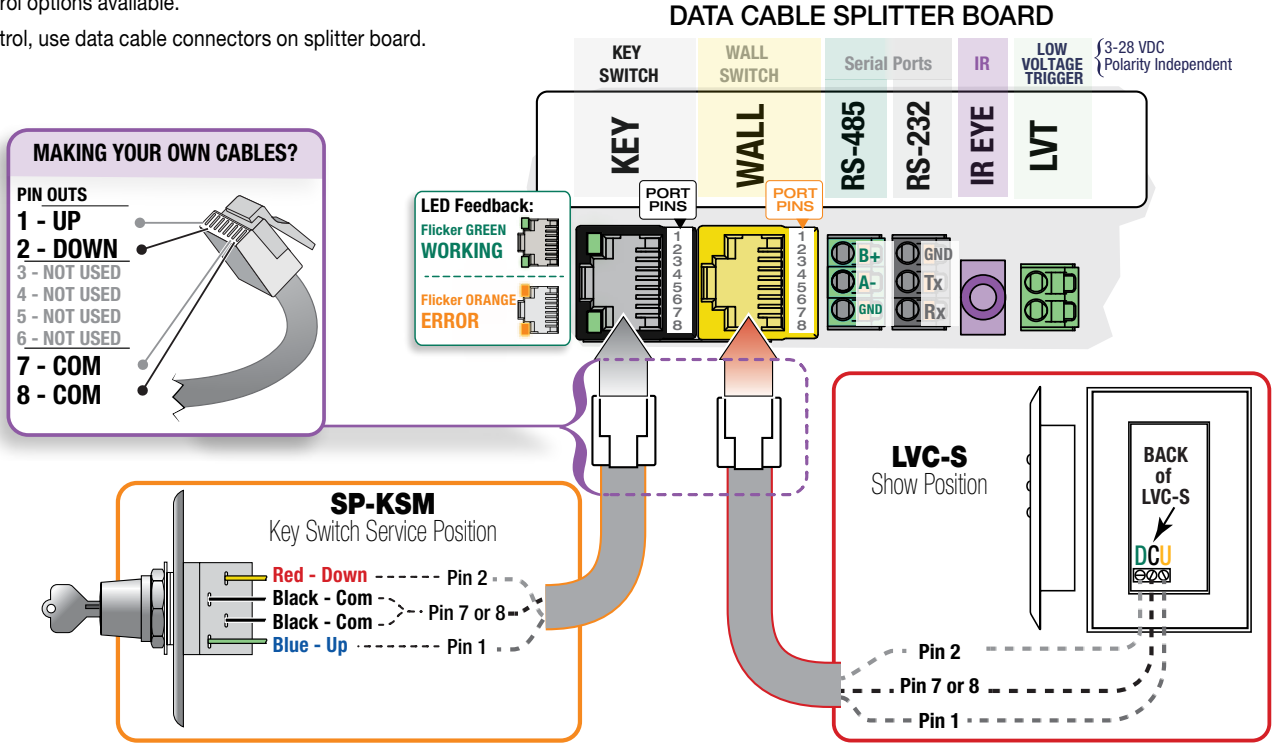 rol options available.
trol, use data cable connectors on splitter board.
DATA CABLE SPLITTER BOARD
KEY
SWITCH
WALL
SWITCH
Serial Ports
IR
LOW
VOLTAGE
TRIGGER
3-28 VDC
Polarity Independent
KEY
WALL
RS-485
RS-232
IR EYE
LVT
MAKING YOUR OWN CABLES?
PIN OUTS
1 - UP
2 - DOWN
3 - NOT USED
4 - NOT USED
5 - NOT USED
6 - NOT USED
7 - COM
8 - COM
LED Feedback:
Flicker GREEN
WORKING
Flicker ORANGE
ERROR
PORT
PINS
1
2
3
4
5
6
7
8
PORT
PINS
1
2
3
4
5
6
7
8
B+
A-
GND
GND
Tx
Rx
SP-KSM
Key Switch Service Position
Red - Down Pin 2
Black - Com
Pin 7 or 8
Black - Com
Blue - Up Pin 1
LVC-S
Show Position
BACK
of
LVC-S
DCU
Pin 2
Pin 7 or 8
Pin 1